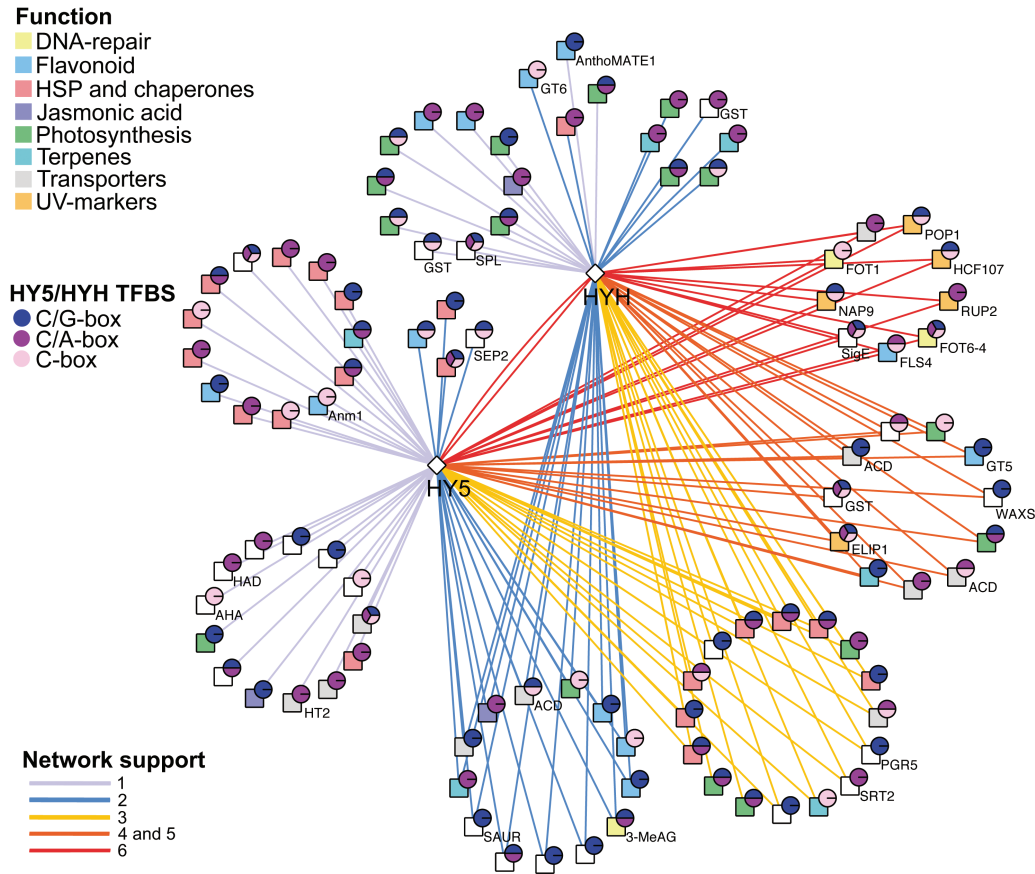 Function
DNA-repair
Flavonoid
HSP and chaperones
Jasmonic acid
Photosynthesis
Terpenes
Transporters
UV-markers
HY5/HYH TFBS
C/G-box
C/A-box
C-box
AnthoMATE1
GT6
GST
GST
SPL
HYH
POP1
FOT1
HCF107
NAP9
RUP2
SigE
FOT6-4
FLS4
SEP2
Anm1
HY5
ACD
GT5
GST
WAXS
ELIP1
ACD
HAD
AHA
HT2
ACD
SAUR
3-MeAG
PGR5
SRT2
Network support
1
2
3
4 and 5
6